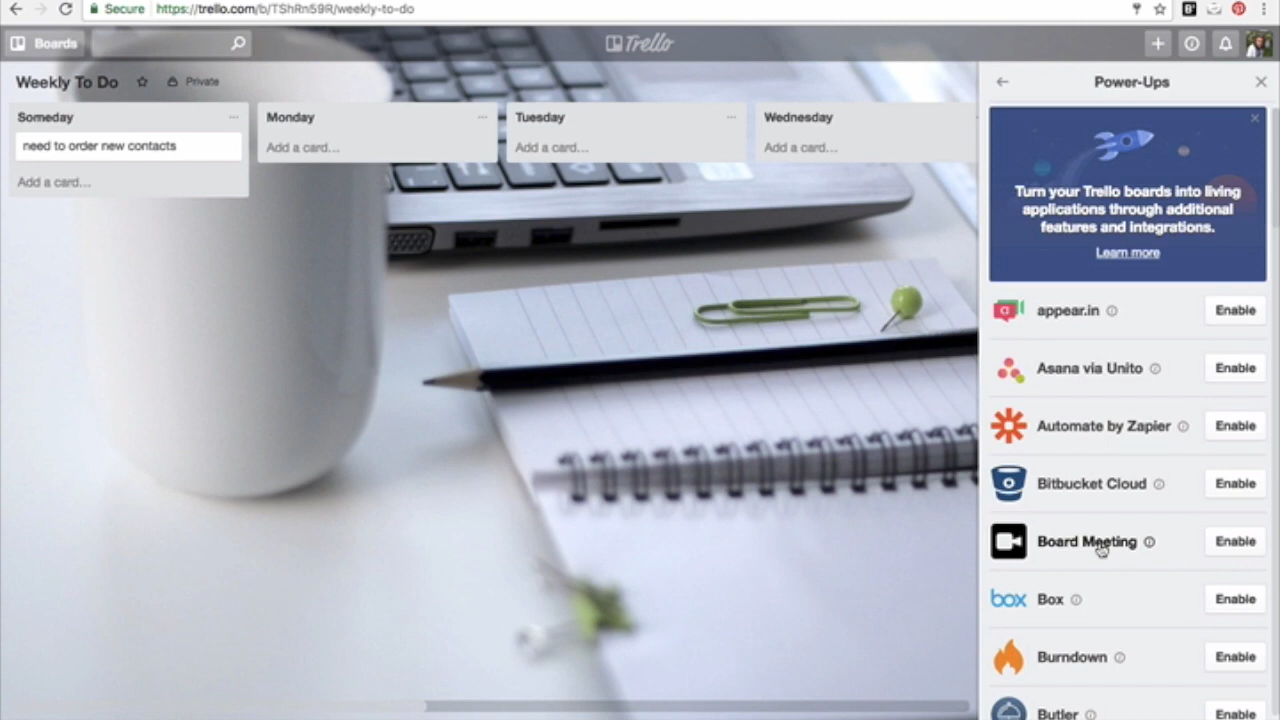 Secure https://trello.com/b/TShRn59R/weekly-to-do
Boards
Trello
Weekly To Do
Private
Someday
need to order new contacts
Add a card...
Monday
Add a card...
Tuesday
Add a card...
Wednesday
Add a card...
Power-Ups
Turn your Trello boards into living
applications through additional
features and integrations.
Learn more
appear.in Enable
Asana via Unito Enable
Automate by Zapier Enable
Bitbucket Cloud Enable
Board Meeting Enable
box Box Enable
Burndown Enable
Butler Enable